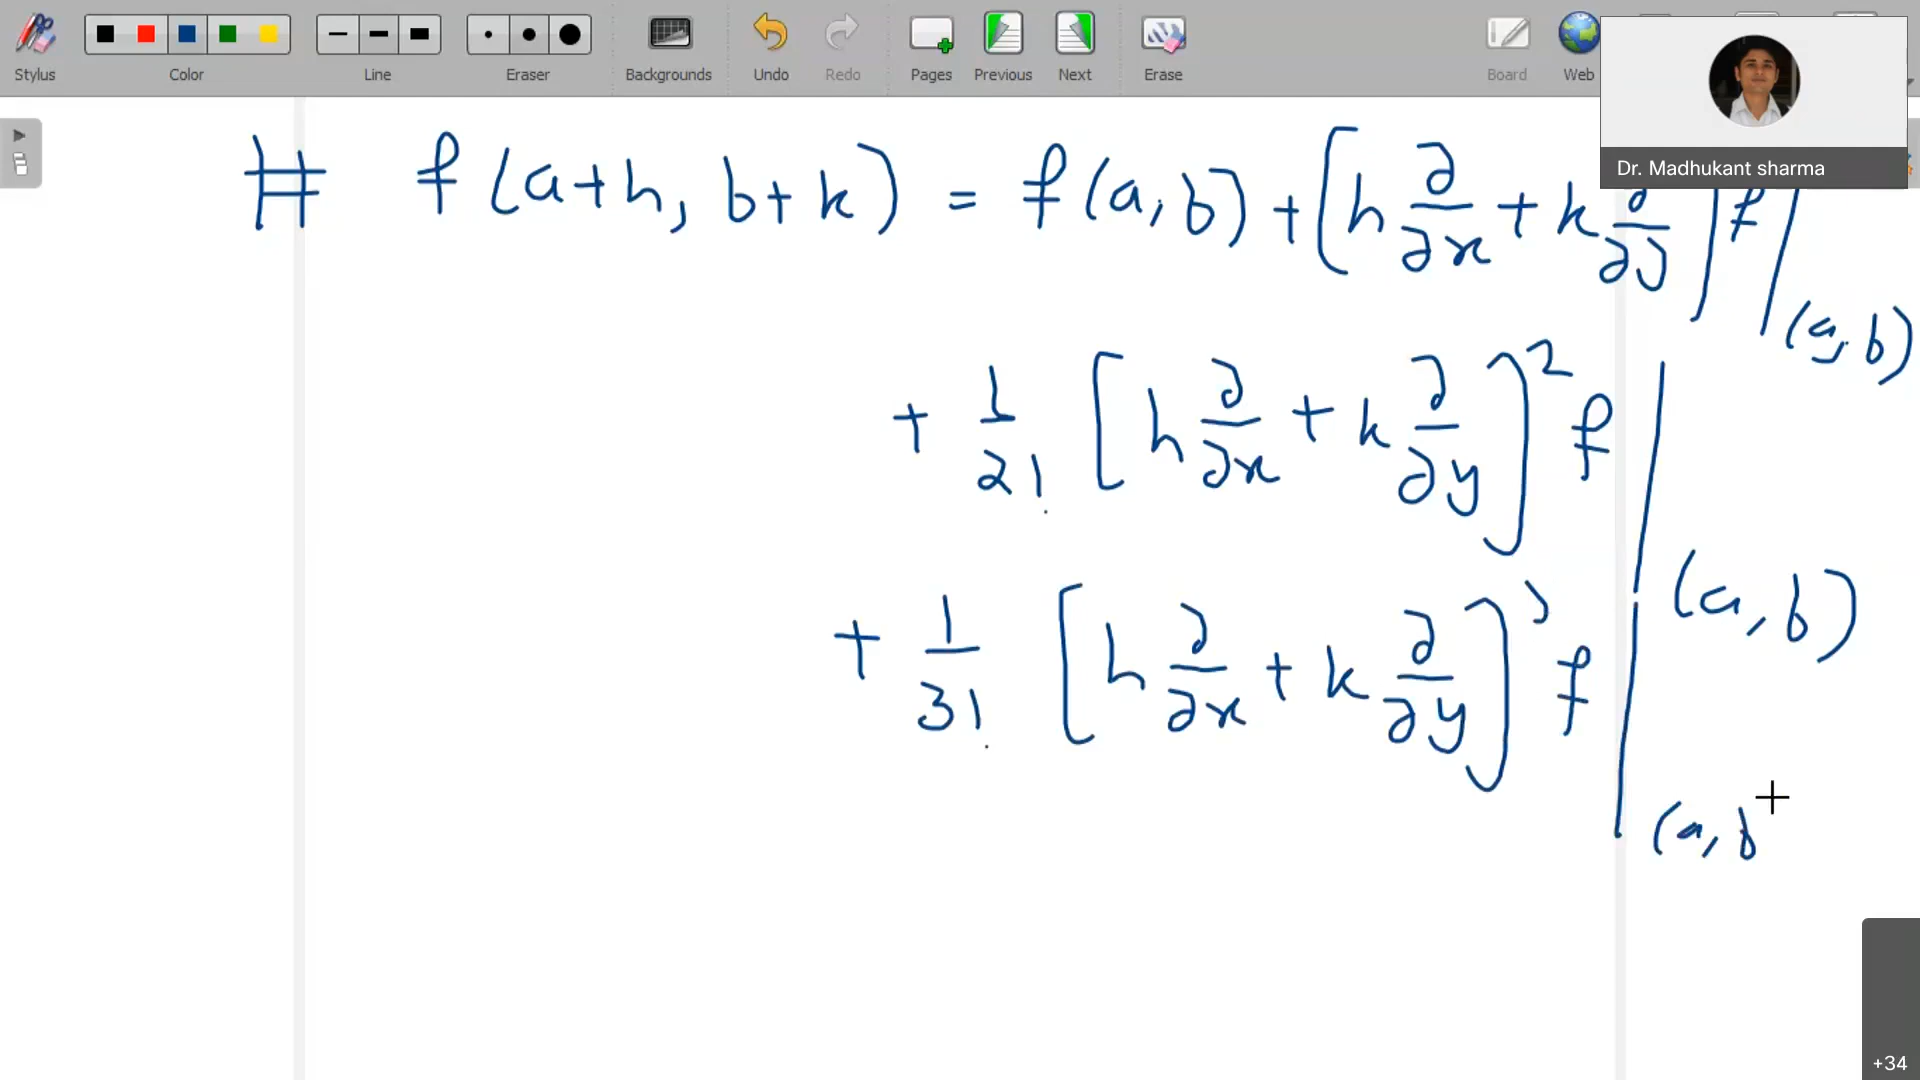 Stylus Color Line Eraser Backgrounds Undo Redo Pages Previous Next Erase Board Web
Dr. Madhukant sharma
# f(a+h, b+k) = f(a,b) + [h ∂/∂x + k ∂/∂y] f |(a,b)
+ 1/2! [h ∂/∂x + k ∂/∂y]² f |(a,b)
+ 1/3! [h ∂/∂x + k ∂/∂y]³ f |(a,b
+34